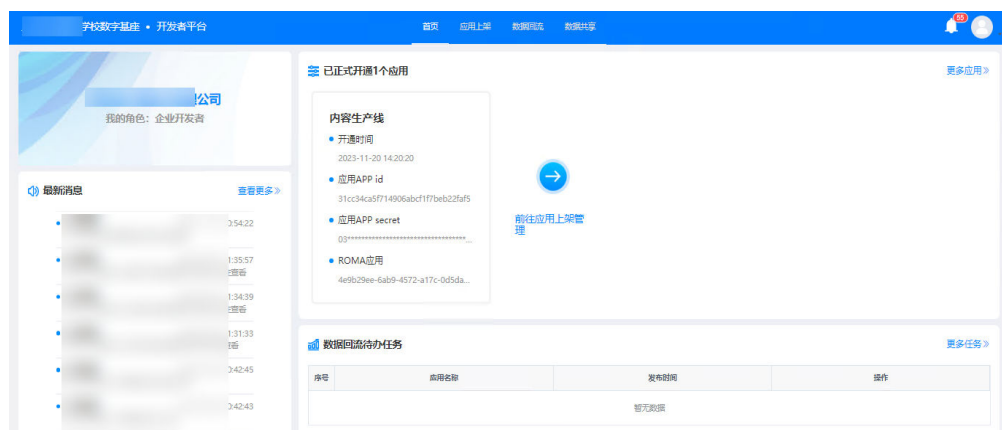 学校数字基座 • 开发者平台
首页 应用上架 数据回流 数据共享
55
公司
我的角色：企业开发者
最新消息 查看更多
0:54:22
1:35:57
查看
1:34:39
查看
1:31:33
0:42:45
0:42:43
已正式开通1个应用 更多应用
内容生产线
开通时间
2023-11-20 14:20:20
应用APP id
31cc34ca5f714906abcf1f7beb22faf5
应用APP secret
03**********************************...
ROMA应用
4e9b29ee-6ab9-4572-a17c-0d5da...
前往应用上架管
理
数据回流待办任务 更多任务
序号 应用名称 发布时间 操作
暂无数据